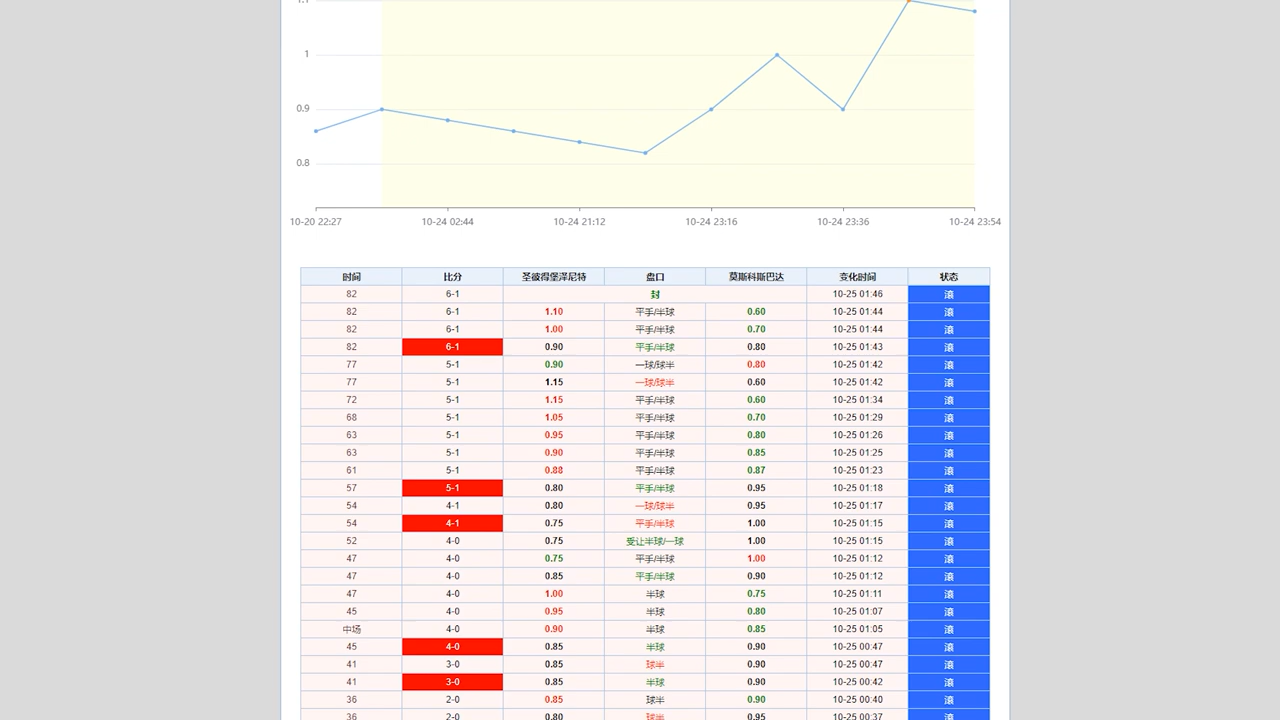 1.1
1
0.9
0.8
10-20 22:27 10-24 02:44 10-24 21:12 10-24 23:16 10-24 23:36 10-24 23:54
时间 比分 圣彼得堡泽尼特 盘口 莫斯科斯巴达 变化时间 状态
82 6-1 封 10-25 01:46 滚
82 6-1 1.10 平手/半球 0.60 10-25 01:44 滚
82 6-1 1.00 平手/半球 0.70 10-25 01:44 滚
82 6-1 0.90 平手/半球 0.80 10-25 01:43 滚
77 5-1 0.90 一球/球半 0.80 10-25 01:42 滚
77 5-1 1.15 一球/球半 0.60 10-25 01:42 滚
72 5-1 1.15 平手/半球 0.60 10-25 01:34 滚
68 5-1 1.05 平手/半球 0.70 10-25 01:29 滚
63 5-1 0.95 平手/半球 0.80 10-25 01:26 滚
63 5-1 0.90 平手/半球 0.85 10-25 01:25 滚
61 5-1 0.88 平手/半球 0.87 10-25 01:23 滚
57 5-1 0.80 平手/半球 0.95 10-25 01:18 滚
54 4-1 0.80 一球/球半 0.95 10-25 01:17 滚
54 4-1 0.75 平手/半球 1.00 10-25 01:15 滚
52 4-0 0.75 受让半球/一球 1.00 10-25 01:15 滚
47 4-0 0.75 平手/半球 1.00 10-25 01:12 滚
47 4-0 0.85 平手/半球 0.90 10-25 01:12 滚
47 4-0 1.00 半球 0.75 10-25 01:11 滚
45 4-0 0.95 半球 0.80 10-25 01:07 滚
中场 4-0 0.90 半球 0.85 10-25 01:05 滚
45 4-0 0.85 半球 0.90 10-25 00:47 滚
41 3-0 0.85 球半 0.90 10-25 00:47 滚
41 3-0 0.85 半球 0.90 10-25 00:42 滚
36 2-0 0.85 球半 0.90 10-25 00:40 滚
36 2-0 0.80 球半 0.95 10-25 00:37 滚